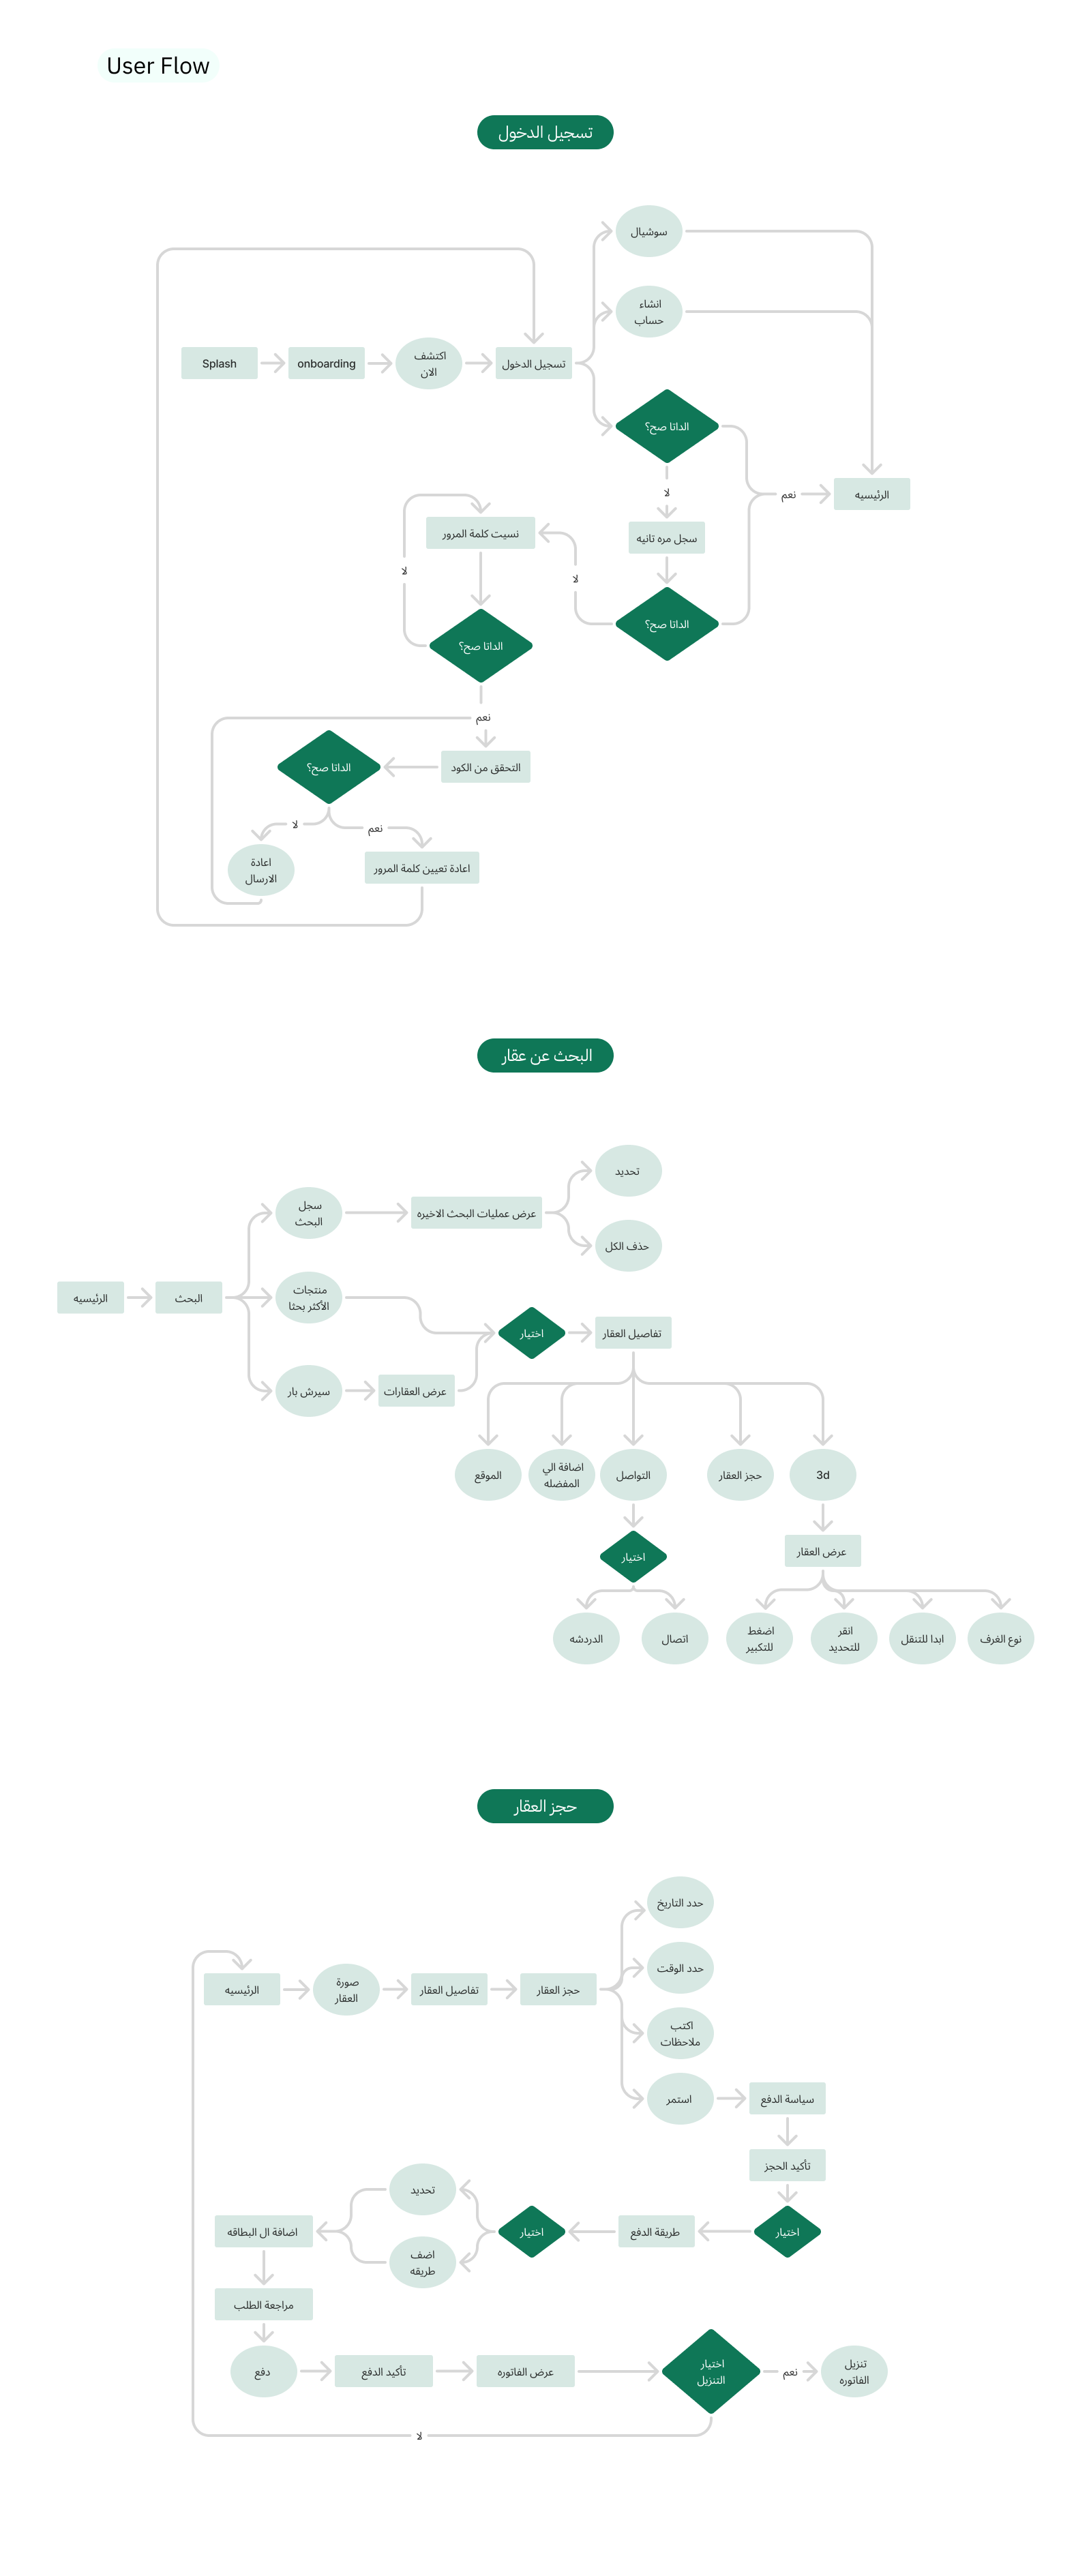 User Flow
تسجيل الدخول
سوشيال
انشاء
حساب
Splash
onboarding
اكتشف
الان
تسجيل الدخول
الداتا صح؟
لا
نعم
الرئيسيه
سجل مره تانيه
نسيت كلمة المرور
لا
لا
الداتا صح؟
الداتا صح؟
نعم
التحقق من الكود
الداتا صح؟
لا
نعم
اعادة
الارسال
اعادة تعيين كلمة المرور
البحث عن عقار
تحديد
سجل
البحث
عرض عمليات البحث الاخيره
حذف الكل
الرئيسيه
البحث
منتجات
الأكثر بحثا
اختيار
تفاصيل العقار
سيرش بار
عرض العقارات
الموقع
اضافة الي
المفضله
التواصل
حجز العقار
3d
اختيار
عرض العقار
الدردشه
اتصال
اضغط
للتكبير
انقر
للتحديد
ابدا للتنقل
نوع الغرف
حجز العقار
حدد التاريخ
حدد الوقت
الرئيسيه
صورة
العقار
تفاصيل العقار
حجز العقار
اكتب
ملاحظات
استمر
سياسة الدفع
تأكيد الحجز
اختيار
طريقة الدفع
اختيار
تحديد
اضف
طريقه
اضافة ال البطاقه
مراجعة الطلب
دفع
تأكيد الدفع
عرض الفاتوره
اختيار
التنزيل
نعم
تنزيل
الفاتوره
لا